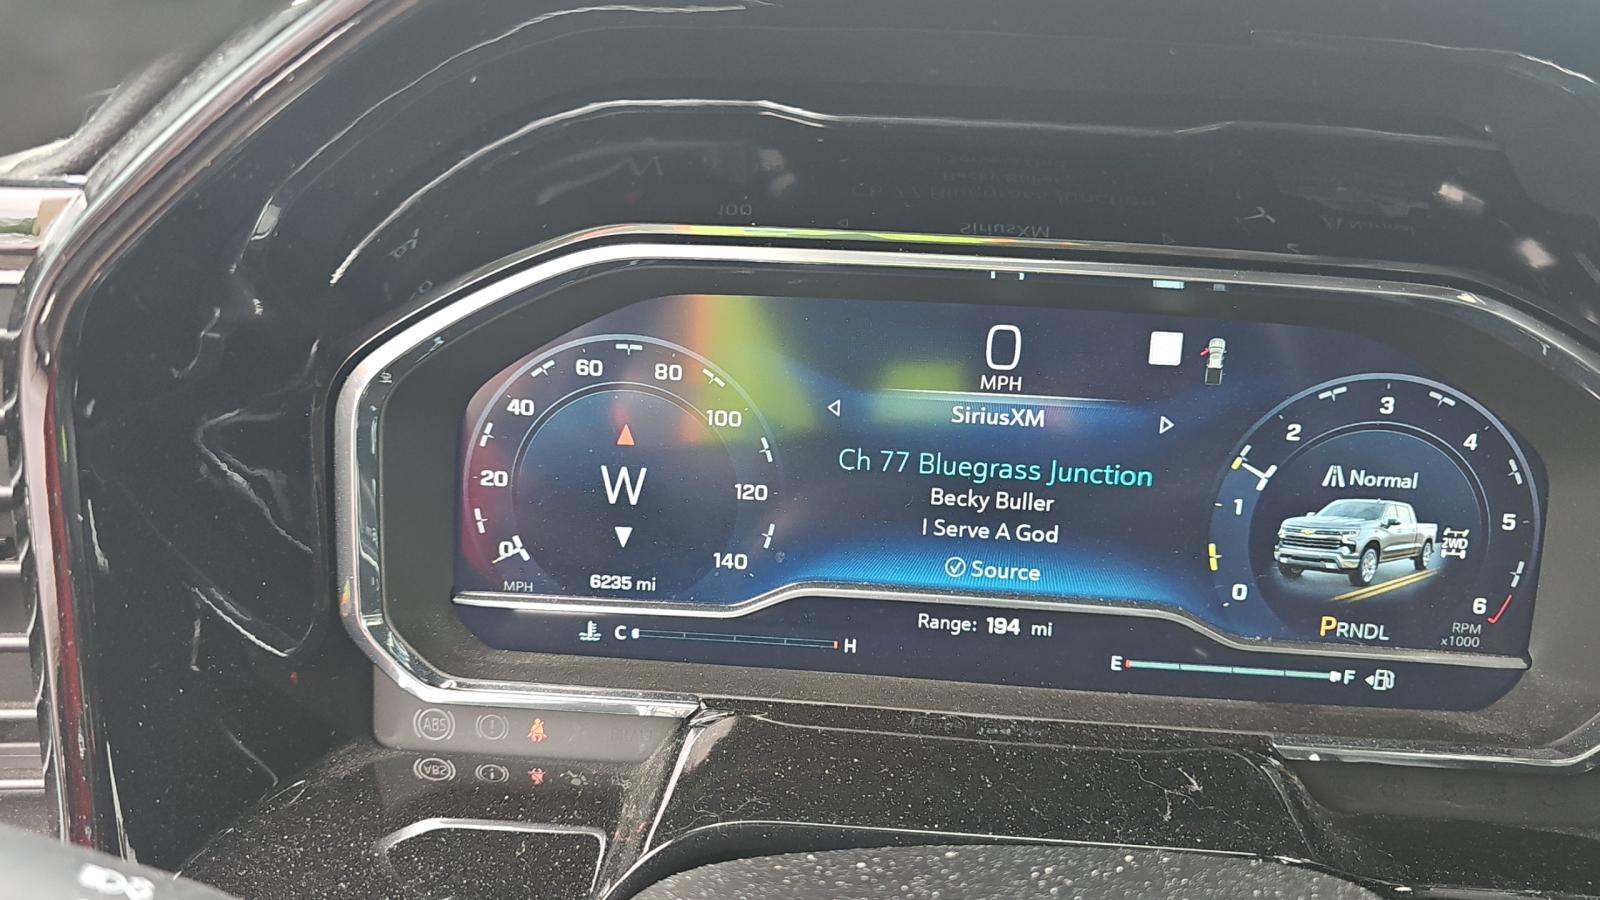 0
MPH
SiriusXM
Ch 77 Bluegrass Junction
Becky Buller
I Serve A God
Source
0
20
40
60
80
100
120
140
W
MPH
6235 mi
0
1
2
3
4
5
6
Normal
2WD
PRNDL
RPM
x1000
C
H
Range: 194 mi
E
F
ABS
!